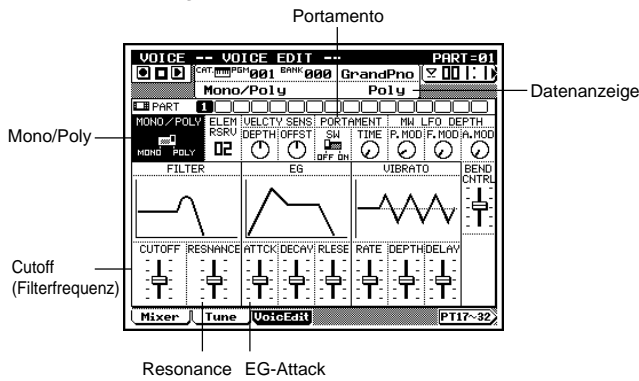 Portamento
VOICE -- VOICE EDIT -- PART=01
CAT. PGM 001 BANK 000 GrandPno
Mono/Poly Poly
Datenanzeige
PART 1
Mono/Poly
MONO/POLY ELEM RSRV VELCTY SENS PORTAMENT MW LFO DEPTH
DEPTH OFFST SW TIME P.MOD F.MOD A.MOD
MONO POLY 02 OFF ON
FILTER EG VIBRATO BEND CNTRL
CUTOFF RESNANCE ATTCK DECAY RLESE RATE DEPTH DELAY
Cutoff
(Filterfrequenz)
Mixer Tune VoicEdit PT17~32
Resonance EG-Attack